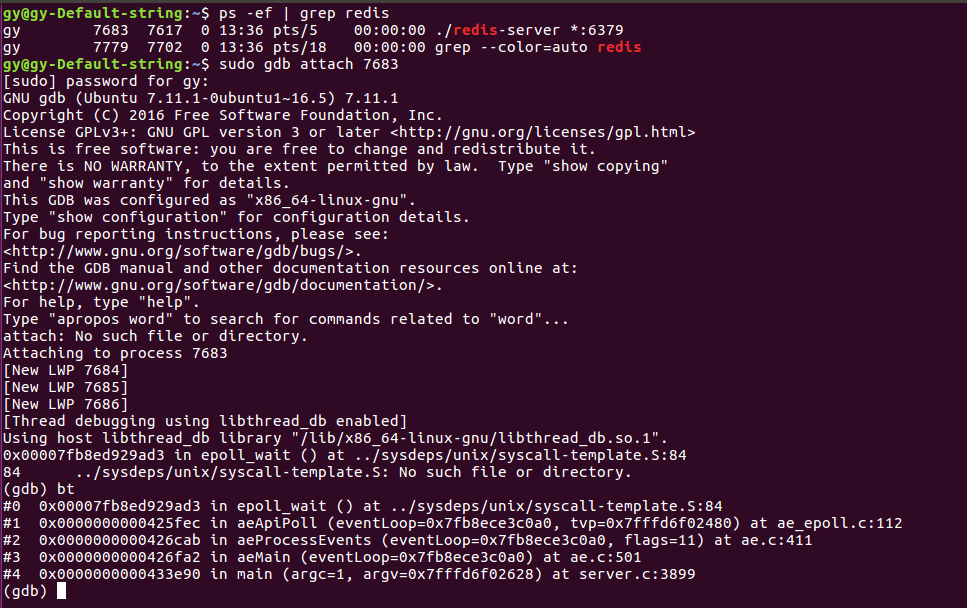 gy@gy-Default-string:~$ ps -ef | grep redis
gy        7683  7617  0 13:36 pts/5    00:00:00 ./redis-server *:6379
gy        7779  7702  0 13:36 pts/18   00:00:00 grep --color=auto redis
gy@gy-Default-string:~$ sudo gdb attach 7683
[sudo] password for gy:
GNU gdb (Ubuntu 7.11.1-0ubuntu1~16.5) 7.11.1
Copyright (C) 2016 Free Software Foundation, Inc.
License GPLv3+: GNU GPL version 3 or later <http://gnu.org/licenses/gpl.html>
This is free software: you are free to change and redistribute it.
There is NO WARRANTY, to the extent permitted by law.  Type "show copying"
and "show warranty" for details.
This GDB was configured as "x86_64-linux-gnu".
Type "show configuration" for configuration details.
For bug reporting instructions, please see:
<http://www.gnu.org/software/gdb/bugs/>.
Find the GDB manual and other documentation resources online at:
<http://www.gnu.org/software/gdb/documentation/>.
For help, type "help".
Type "apropos word" to search for commands related to "word"...
attach: No such file or directory.
Attaching to process 7683
[New LWP 7684]
[New LWP 7685]
[New LWP 7686]
[Thread debugging using libthread_db enabled]
Using host libthread_db library "/lib/x86_64-linux-gnu/libthread_db.so.1".
0x00007fb8ed929ad3 in epoll_wait () at ../sysdeps/unix/syscall-template.S:84
84      ../sysdeps/unix/syscall-template.S: No such file or directory.
(gdb) bt
#0  0x00007fb8ed929ad3 in epoll_wait () at ../sysdeps/unix/syscall-template.S:84
#1  0x0000000000425fec in aeApiPoll (eventLoop=0x7fb8ece3c0a0, tvp=0x7fffd6f02480) at ae_epoll.c:112
#2  0x0000000000426cab in aeProcessEvents (eventLoop=0x7fb8ece3c0a0, flags=11) at ae.c:411
#3  0x0000000000426fa2 in aeMain (eventLoop=0x7fb8ece3c0a0) at ae.c:501
#4  0x0000000000433e90 in main (argc=1, argv=0x7fffd6f02628) at server.c:3899
(gdb)